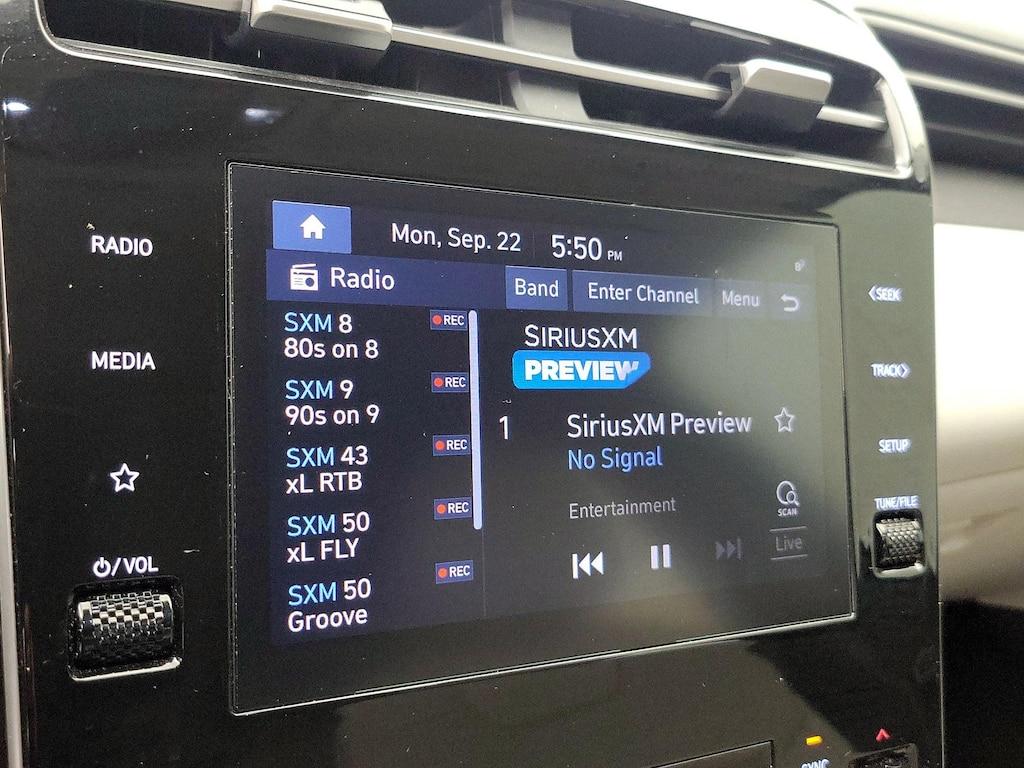 RADIO
MEDIA
/VOL
Mon, Sep. 22
5:50 PM
Radio
Band
Enter Channel
Menu
SXM 8
REC
80s on 8
SXM 9
REC
90s on 9
SXM 43
REC
xL RTB
SXM 50
REC
xL FLY
SXM 50
REC
Groove
SIRIUSXM
PREVIEW
1
SiriusXM Preview
No Signal
Entertainment
SCAN
Live
SEEK
TRACK
SETUP
TUNE/FILE
SYNC